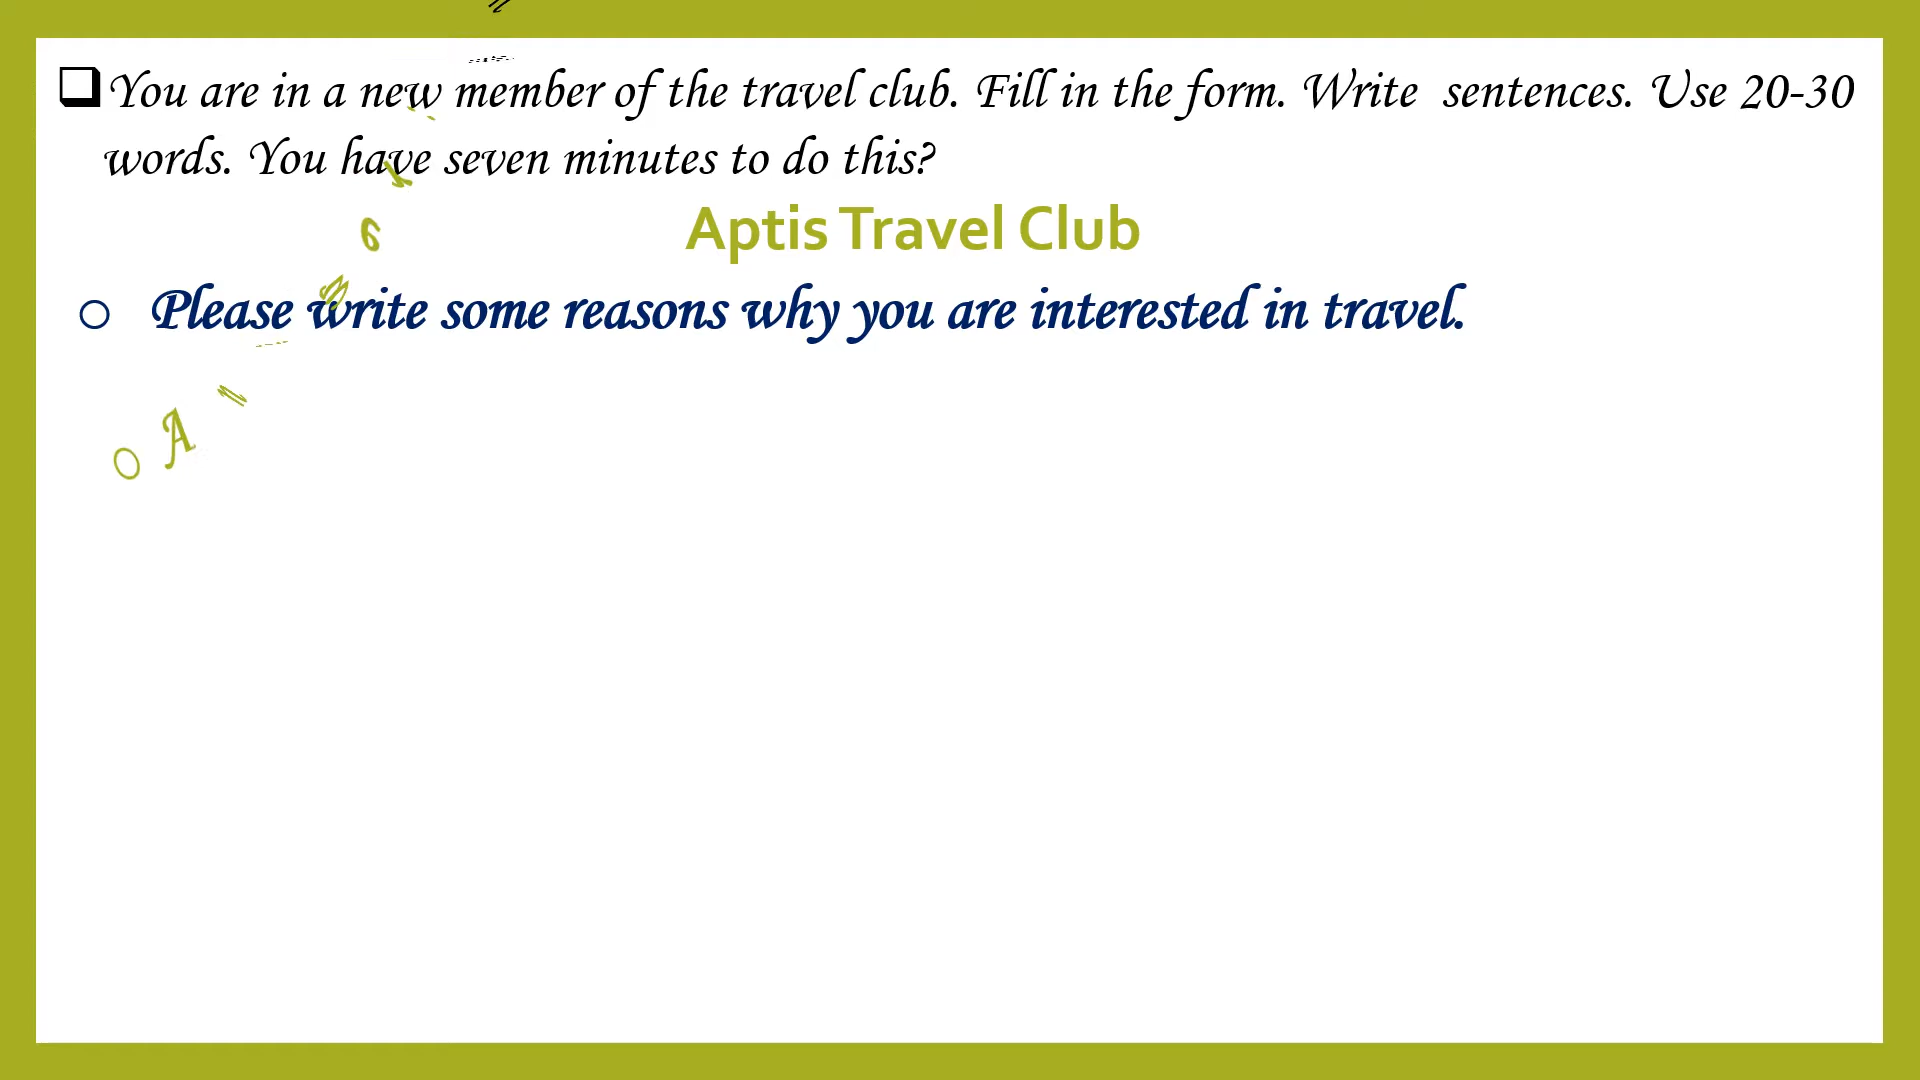 You are in a new member of the travel club. Fill in the form. Write sentences. Use 20-30
words. You have seven minutes to do this?
Aptis Travel Club
Please write some reasons why you are interested in travel.
A